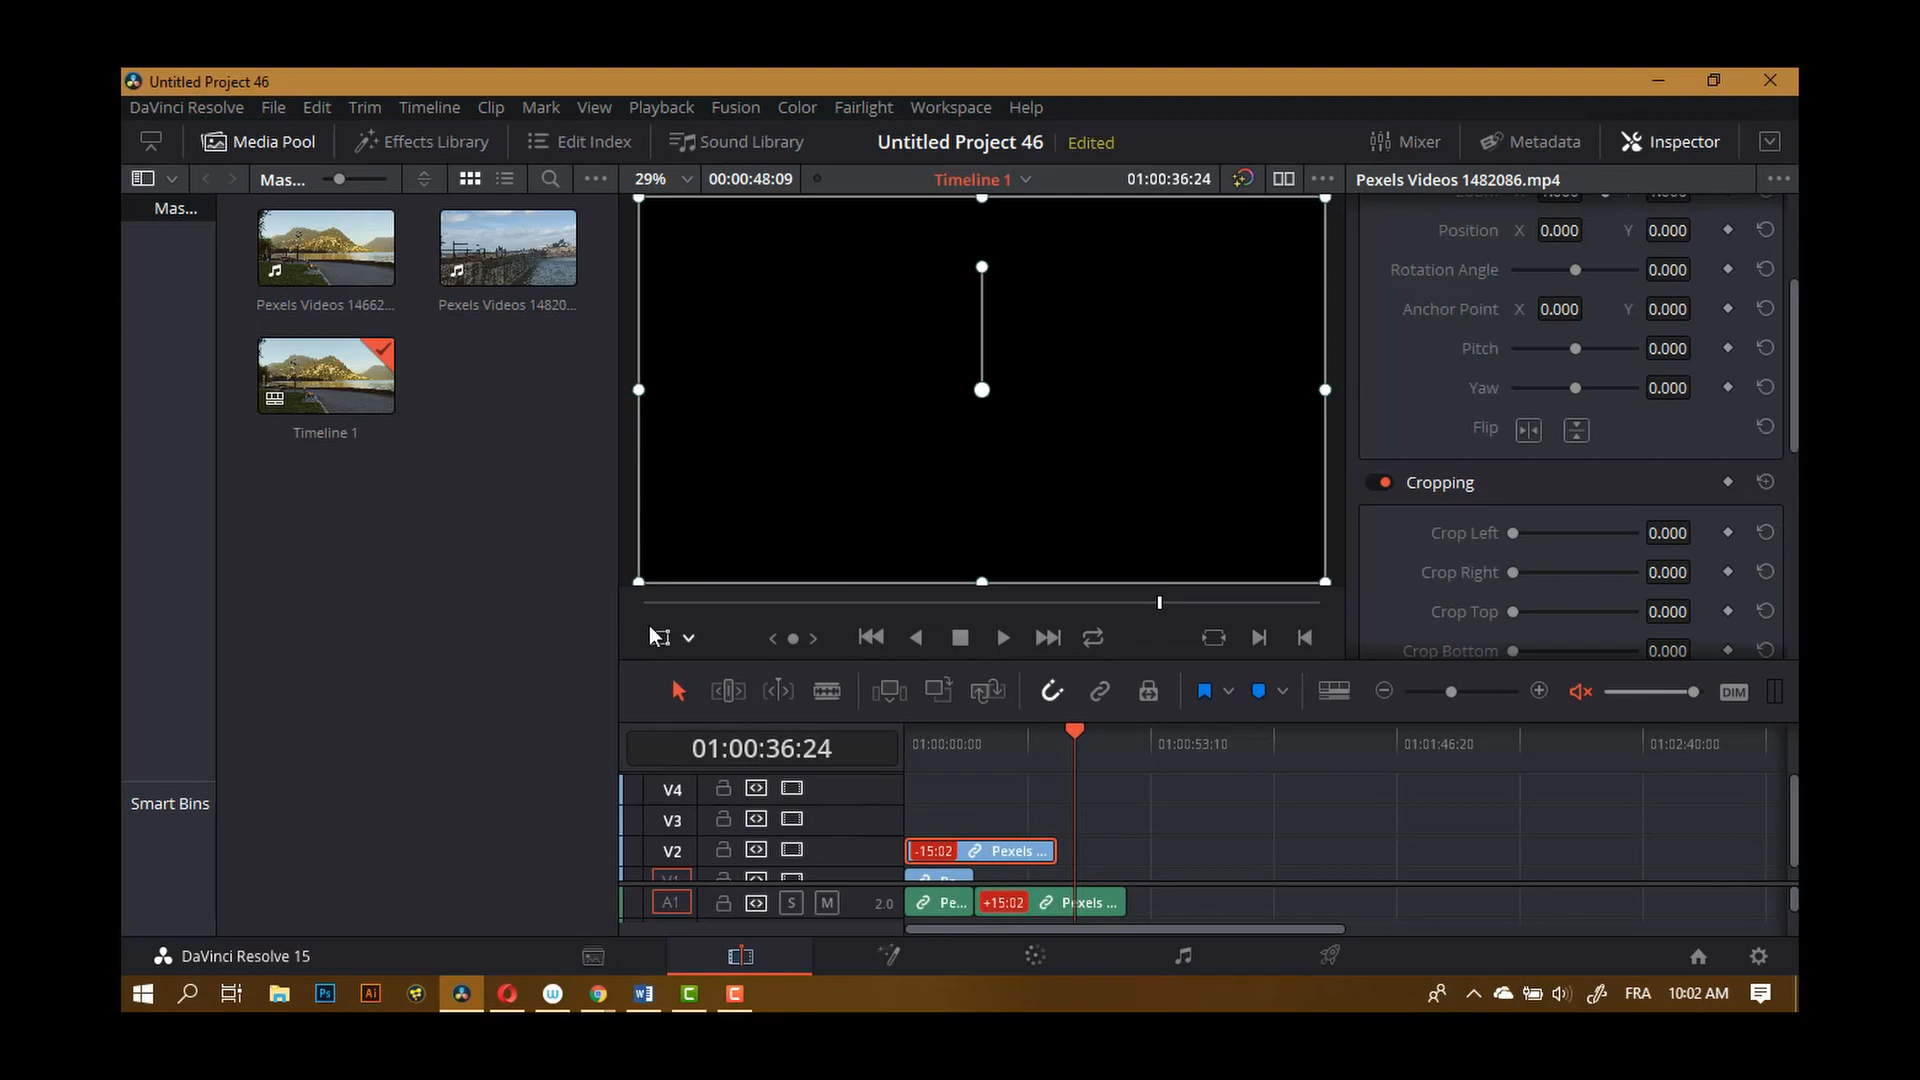 Untitled Project 46
DaVinci Resolve File Edit Trim Timeline Clip Mark View Playback Fusion Color Fairlight Workspace Help
Media Pool Effects Library Edit Index Sound Library Untitled Project 46 Edited Mixer Metadata Inspector
Mas... 29% 00:00:48:09 Timeline 1 01:00:36:24 Pexels Videos 1482086.mp4
Mas...
Position X 0.000 Y 0.000
Rotation Angle 0.000
Pexels Videos 14662... Pexels Videos 14820...
Anchor Point X 0.000 Y 0.000
Pitch 0.000
Yaw 0.000
Timeline 1
Flip
Cropping
Crop Left 0.000
Crop Right 0.000
Crop Top 0.000
Crop Bottom 0.000
DIM
01:00:36:24 01:00:00:00 01:00:53:10 01:01:46:20 01:02:40:00
V4
Smart Bins
V3
V2 -15:02 Pexels ...
A1 S M 2.0 Pe... +15:02 Pexels ...
DaVinci Resolve 15
Ps Ai W C C FRA 10:02 AM